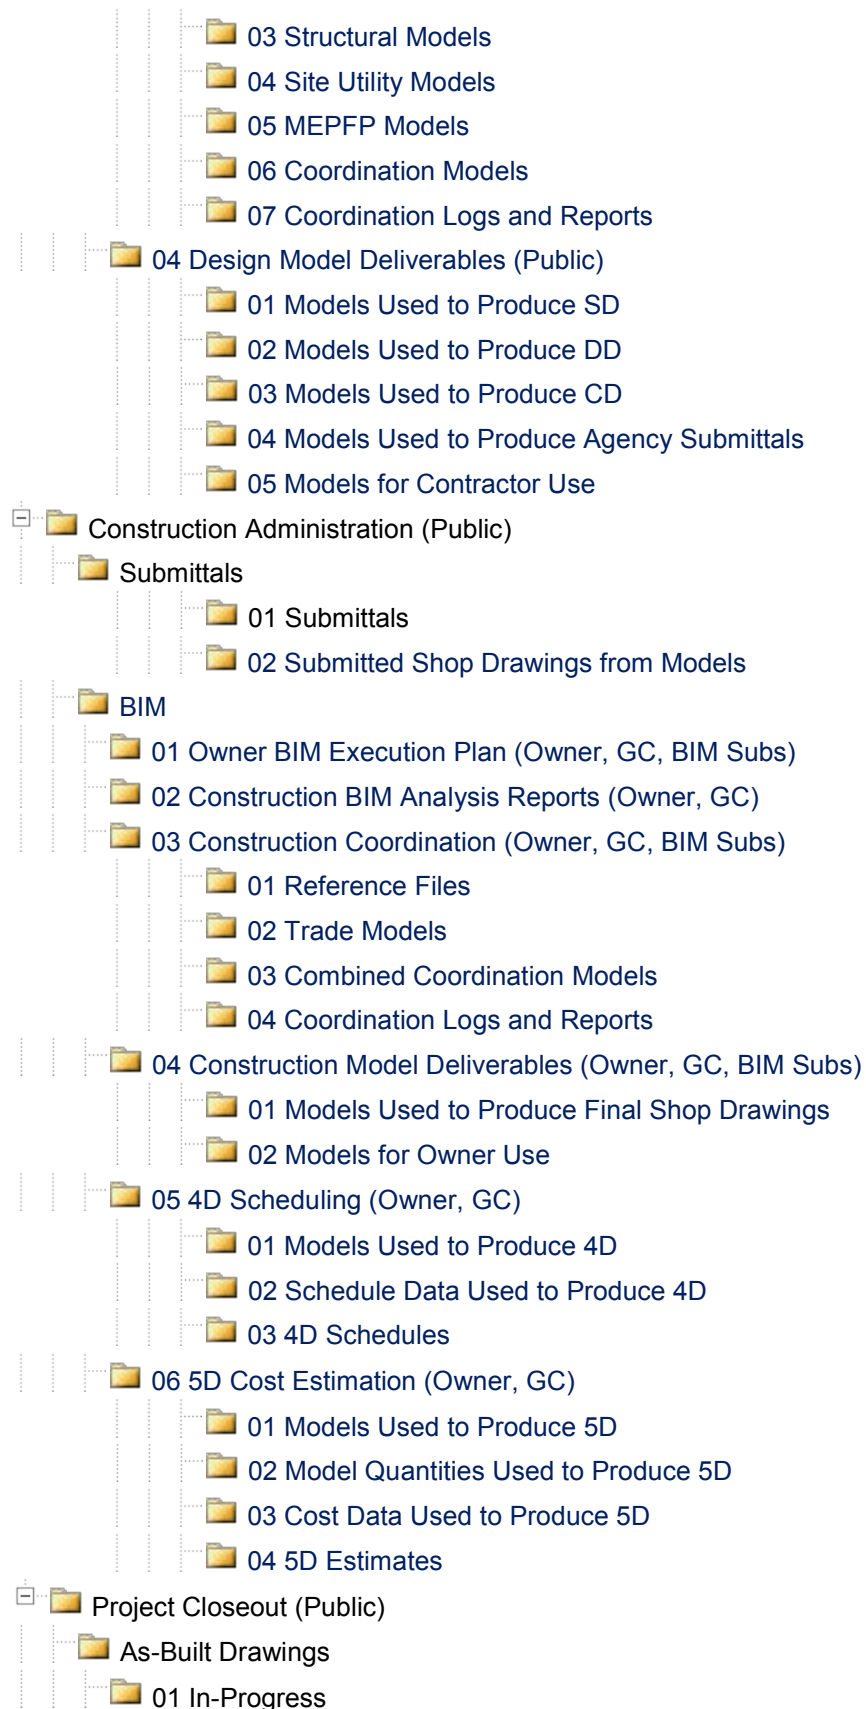 03 Structural Models
04 Site Utility Models
05 MEPFP Models
06 Coordination Models
07 Coordination Logs and Reports
04 Design Model Deliverables (Public)
01 Models Used to Produce SD
02 Models Used to Produce DD
03 Models Used to Produce CD
04 Models Used to Produce Agency Submittals
05 Models for Contractor Use
Construction Administration (Public)
Submittals
01 Submittals
02 Submitted Shop Drawings from Models
BIM
01 Owner BIM Execution Plan (Owner, GC, BIM Subs)
02 Construction BIM Analysis Reports (Owner, GC)
03 Construction Coordination (Owner, GC, BIM Subs)
01 Reference Files
02 Trade Models
03 Combined Coordination Models
04 Coordination Logs and Reports
04 Construction Model Deliverables (Owner, GC, BIM Subs)
01 Models Used to Produce Final Shop Drawings
02 Models for Owner Use
05 4D Scheduling (Owner, GC)
01 Models Used to Produce 4D
02 Schedule Data Used to Produce 4D
03 4D Schedules
06 5D Cost Estimation (Owner, GC)
01 Models Used to Produce 5D
02 Model Quantities Used to Produce 5D
03 Cost Data Used to Produce 5D
04 5D Estimates
Project Closeout (Public)
As-Built Drawings
01 In-Progress